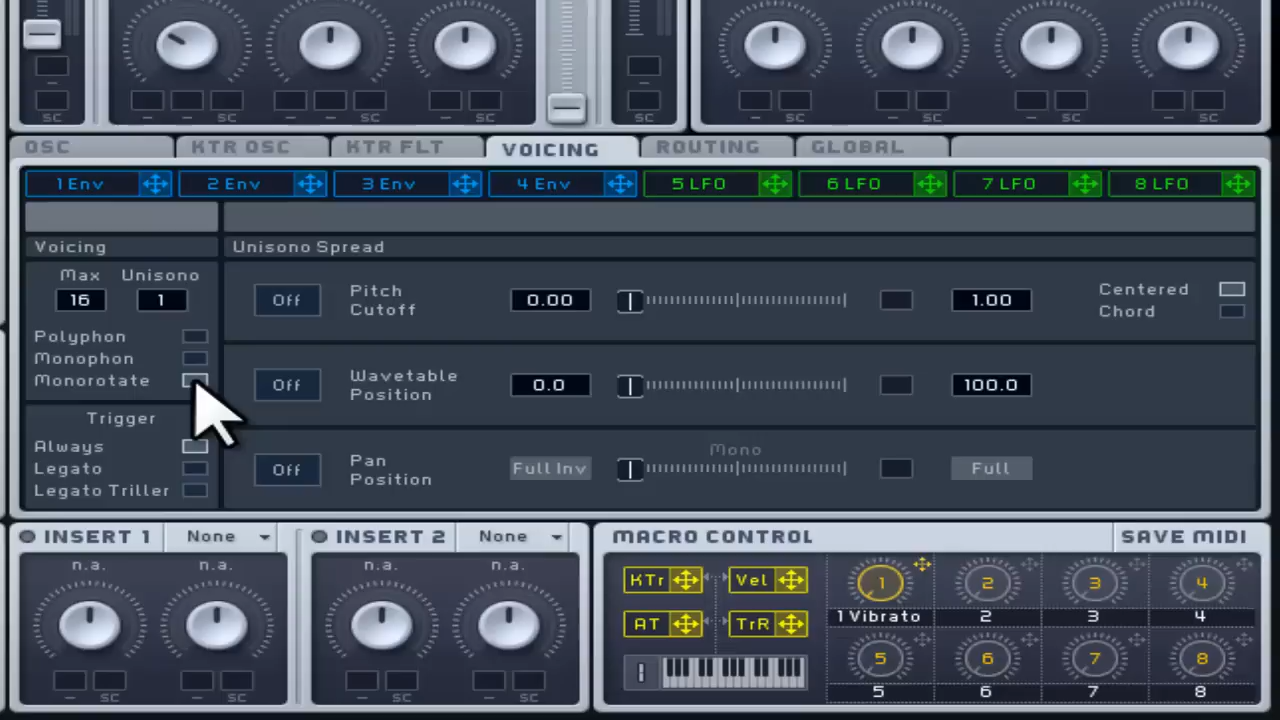 SC
SC
SC
SC
SC
SC
SC
SC
SC
OSC
KTR OSC
KTR FLT
VOICING
ROUTING
GLOBAL
1 Env
2 Env
3 Env
4 Env
5 LFO
6 LFO
7 LFO
8 LFO
Voicing
Unisono Spread
Max
Unisono
16
1
Polyphon
Monophon
Monorotate
Trigger
Always
Legato
Legato Triller
Off
Pitch
Cutoff
0.00
1.00
Centered
Chord
Off
Wavetable
Position
0.0
100.0
Off
Pan
Position
Full Inv
Mono
Full
INSERT 1
None
INSERT 2
None
n.a.
n.a.
n.a.
n.a.
SC
SC
SC
SC
MACRO CONTROL
SAVE MIDI
KTr
Vel
AT
TrR
1
2
3
4
1 Vibrato
2
3
4
5
6
7
8
5
6
7
8